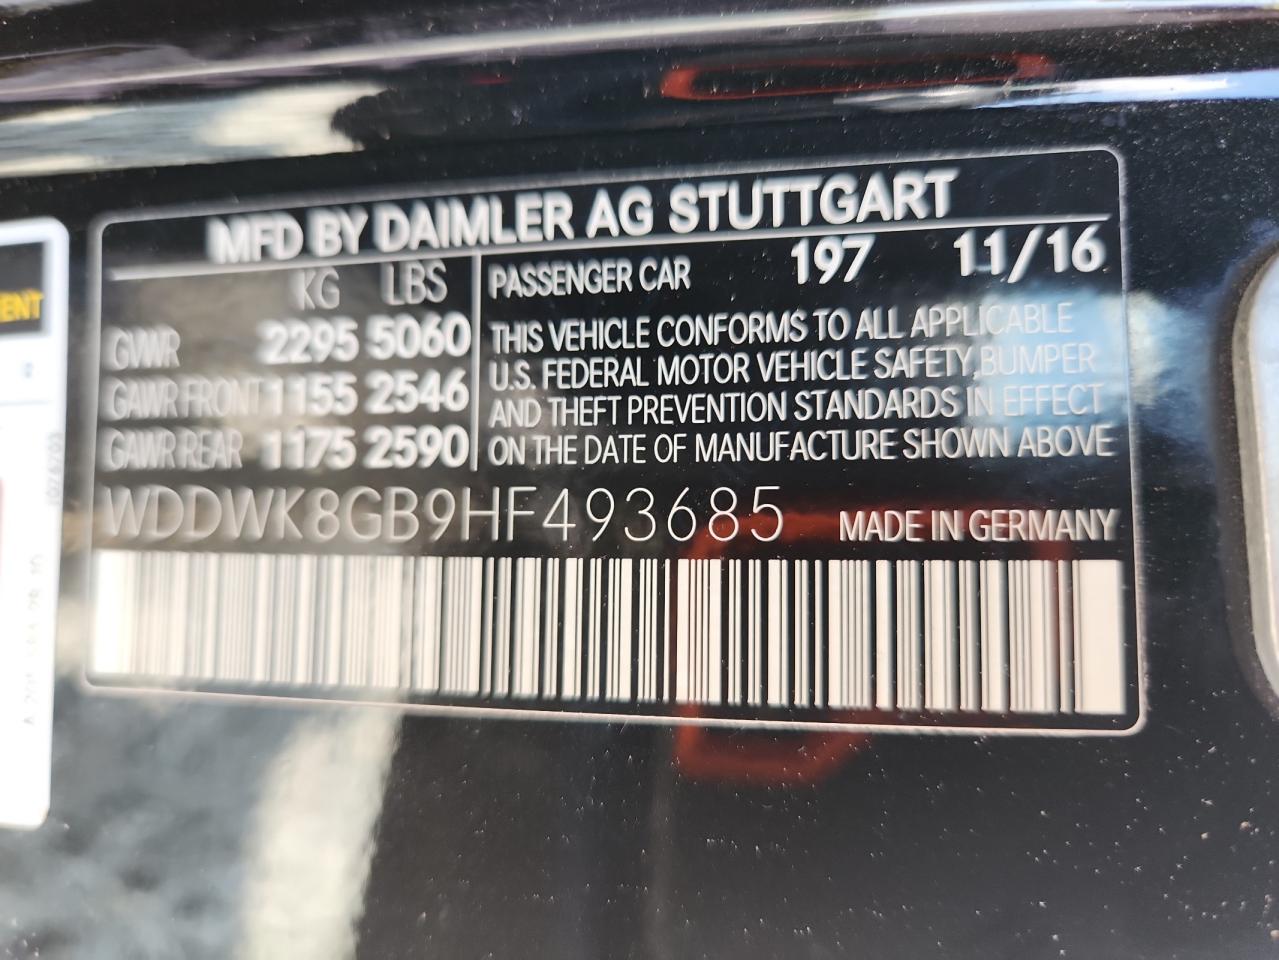 MFD BY DAIMLER AG STUTTGART
KG LBS
GVWR 2295 5060
GAWR FRONT 1155 2546
GAWR REAR 1175 2590
PASSENGER CAR 197 11/16
THIS VEHICLE CONFORMS TO ALL APPLICABLE
U.S. FEDERAL MOTOR VEHICLE SAFETY, BUMPER
AND THEFT PREVENTION STANDARDS IN EFFECT
ON THE DATE OF MANUFACTURE SHOWN ABOVE
WDDWK8GB9HF493685 MADE IN GERMANY